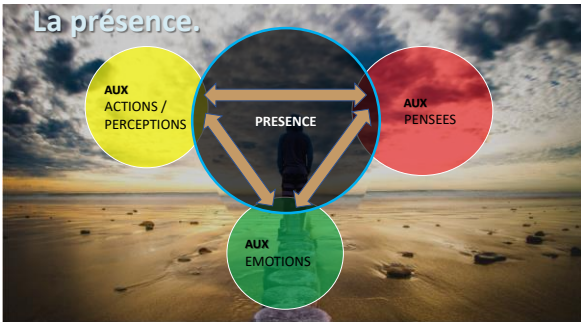 La présence.
AUX
ACTIONS /
PERCEPTIONS
PRESENCE
AUX
PENSEES
AUX
EMOTIONS